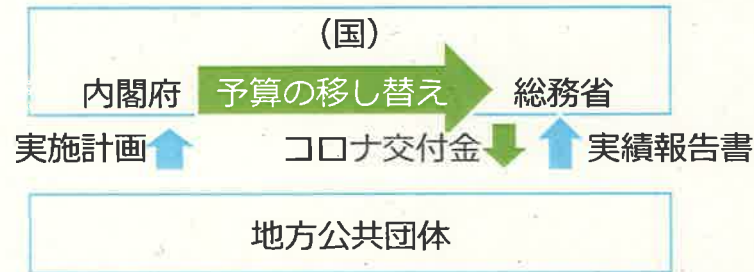 (国)
内閣府 予算の移し替え 総務省
実施計画 コロナ交付金 実績報告書
地方公共団体